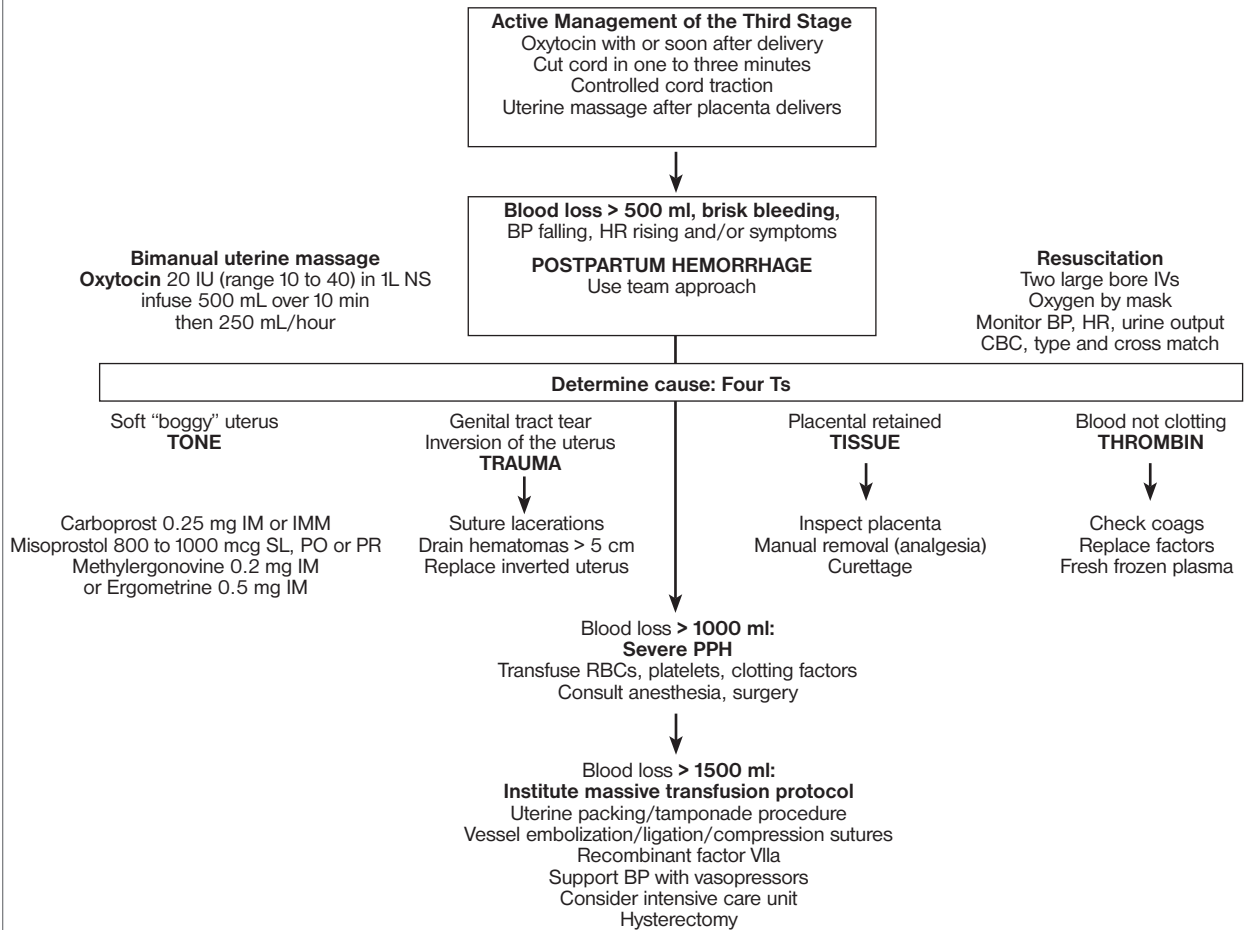 Active Management of the Third Stage
Oxytocin with or soon after delivery
Cut cord in one to three minutes
Controlled cord traction
Uterine massage after placenta delivers
Blood loss > 500 ml, brisk bleeding,
BP falling, HR rising and/or symptoms
POSTPARTUM HEMORRHAGE
Use team approach
Bimanual uterine massage
Oxytocin 20 IU (range 10 to 40) in 1L NS
infuse 500 mL over 10 min
then 250 mL/hour
Resuscitation
Two large bore IVs
Oxygen by mask
Monitor BP, HR, urine output
CBC, type and cross match
Determine cause: Four Ts
Soft “boggy” uterus
TONE
Carboprost 0.25 mg IM or IMM
Misoprostol 800 to 1000 mcg SL, PO or PR
Methylergonovine 0.2 mg IM
or Ergometrine 0.5 mg IM
Genital tract tear
Inversion of the uterus
TRAUMA
Suture lacerations
Drain hematomas > 5 cm
Replace inverted uterus
Placental retained
TISSUE
Inspect placenta
Manual removal (analgesia)
Curettage
Blood not clotting
THROMBIN
Check coags
Replace factors
Fresh frozen plasma
Blood loss > 1000 ml:
Severe PPH
Transfuse RBCs, platelets, clotting factors
Consult anesthesia, surgery
Blood loss > 1500 ml:
Institute massive transfusion protocol
Uterine packing/tamponade procedure
Vessel embolization/ligation/compression sutures
Recombinant factor VIIa
Support BP with vasopressors
Consider intensive care unit
Hysterectomy